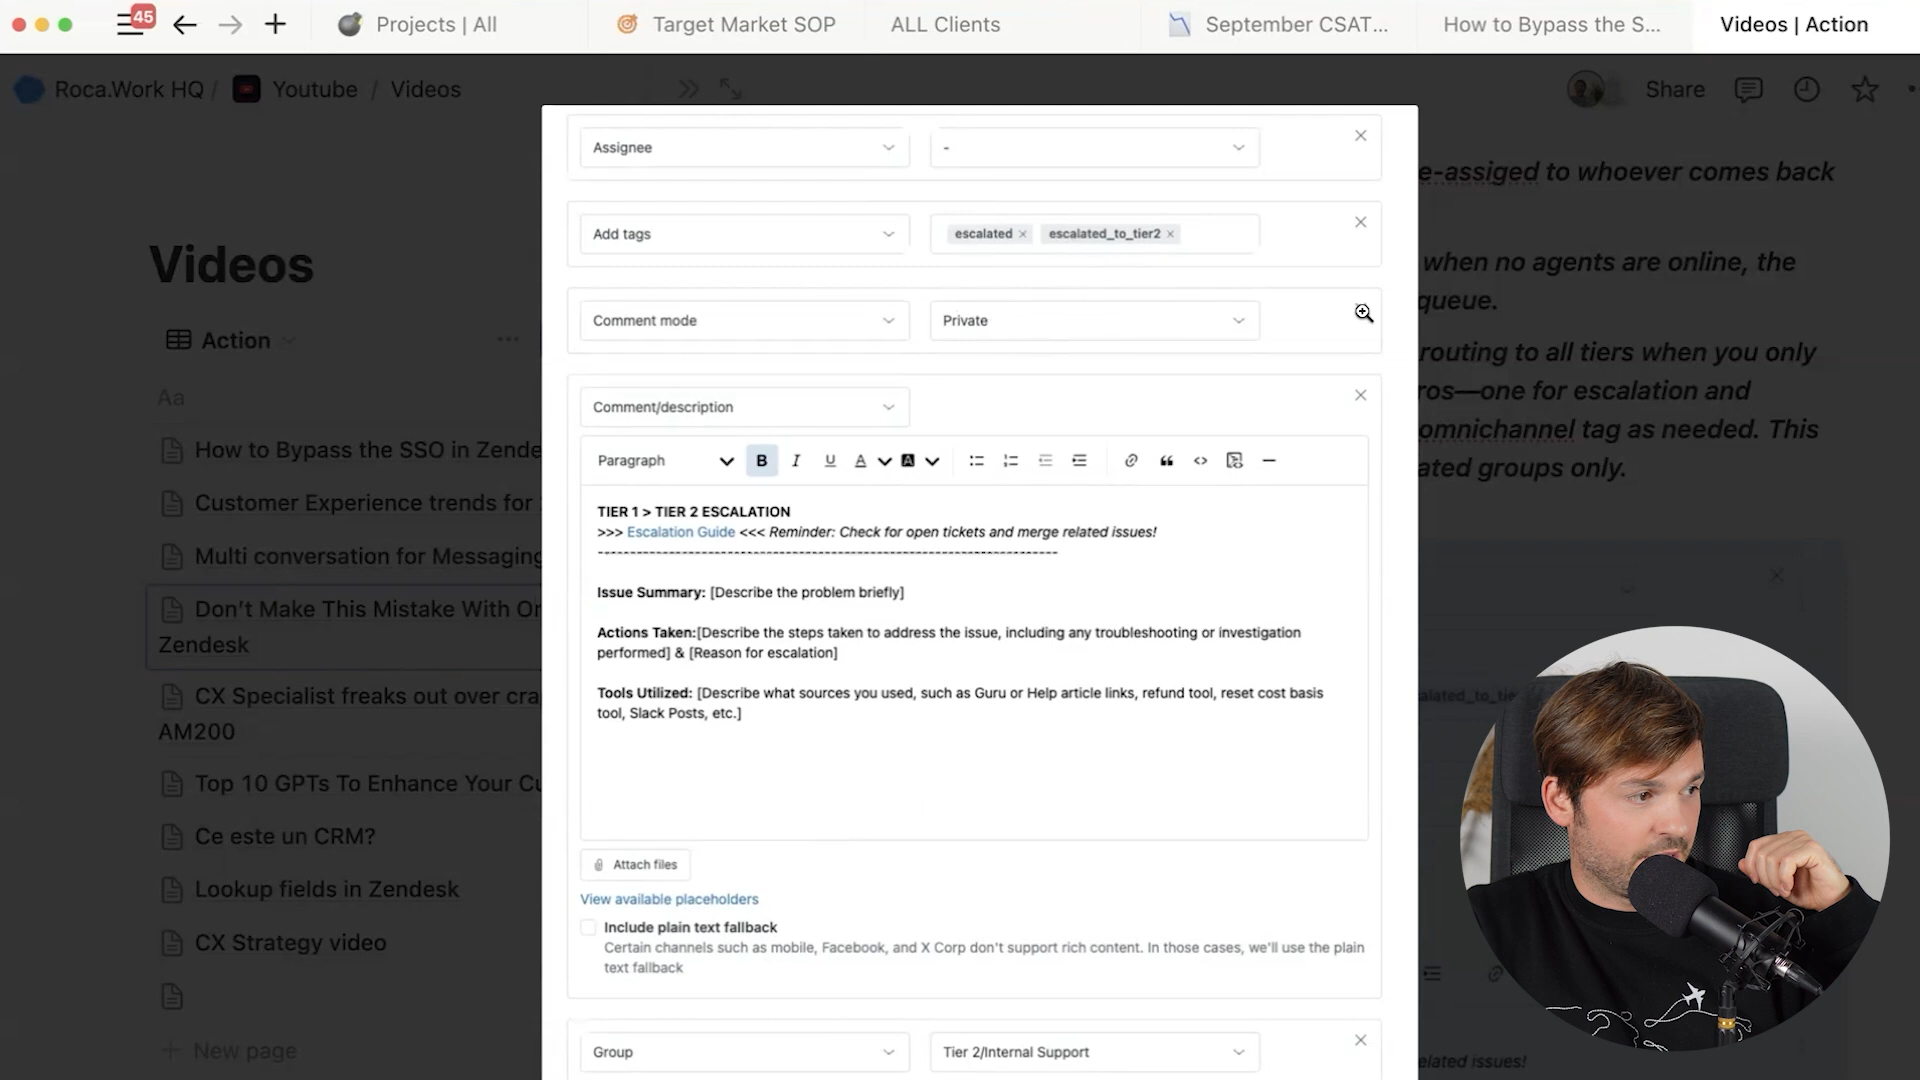 45
Projects | All
Target Market SOP
ALL Clients
September CSAT...
How to Bypass the S...
Videos | Action
Roca.Work HQ / Youtube / Videos
Share
Videos
Action
Aa
How to Bypass the SSO in Zende
Customer Experience trends for
Multi conversation for Messaging
Don't Make This Mistake With Or
Zendesk
CX Specialist freaks out over cra
AM200
Top 10 GPTs To Enhance Your Cu
Ce este un CRM?
Lookup fields in Zendesk
CX Strategy video
+ New page
Assignee
-
Add tags
escalated ×
escalated_to_tier2 ×
Comment mode
Private
Comment/description
Paragraph
B I U A A
TIER 1 > TIER 2 ESCALATION
>>> Escalation Guide <<< Reminder: Check for open tickets and merge related issues!
------------------------------------------------------------------------------------
Issue Summary: [Describe the problem briefly]
Actions Taken:[Describe the steps taken to address the issue, including any troubleshooting or investigation
performed] & [Reason for escalation]
Tools Utilized: [Describe what sources you used, such as Guru or Help article links, refund tool, reset cost basis
tool, Slack Posts, etc.]
Attach files
View available placeholders
Include plain text fallback
Certain channels such as mobile, Facebook, and X Corp don't support rich content. In those cases, we'll use the plain
text fallback
Group
Tier 2/Internal Support
e-assiged to whoever comes back
when no agents are online, the
queue.
routing to all tiers when you only
ros—one for escalation and
omnichannel tag as needed. This
ated groups only.
alated_to_tie
elated issues!